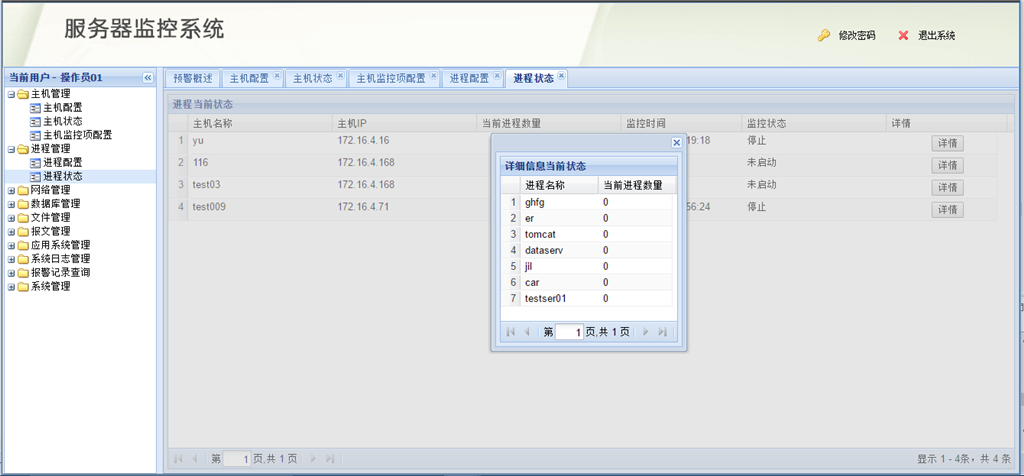 服务器监控系统
修改密码 退出系统
当前用户 - 操作员01
预警概述 主机配置 主机状态 主机监控项配置 进程配置 进程状态
主机管理
主机配置
主机状态
主机监控项配置
进程管理
进程配置
进程状态
网络管理
数据库管理
文件管理
报文管理
应用系统管理
系统日志管理
报警记录查询
系统管理
进程当前状态
主机名称 主机IP 当前进程数量 监控时间 监控状态 详情
1 yu 172.16.4.16 19:18 停止 详情
2 116 172.16.4.168 未启动 详情
3 test03 172.16.4.168 未启动 详情
4 test009 172.16.4.71 56:24 停止 详情
详细信息当前状态
进程名称 当前进程数量
1 ghfg 0
2 er 0
3 tomcat 0
4 dataserv 0
5 jil 0
6 car 0
7 testser01 0
第 1 页,共 1 页
第 1 页,共 1 页
显示 1 - 4条，共 4 条